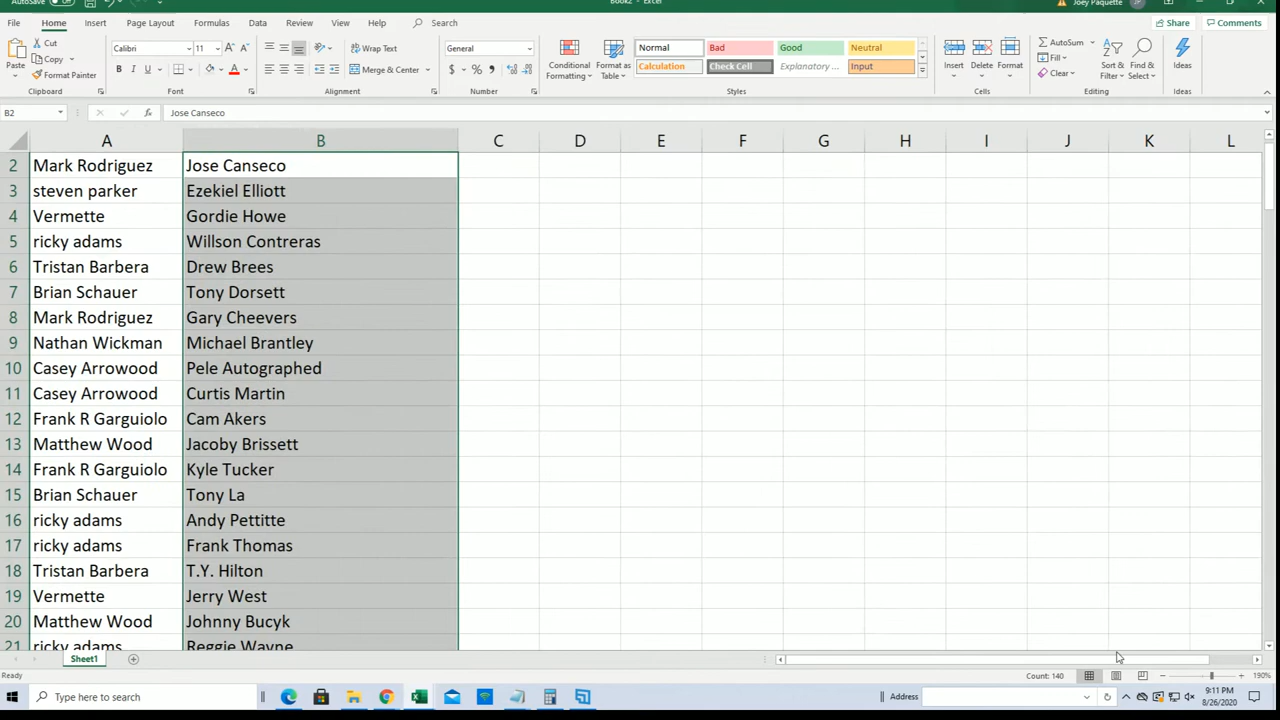 AutoSave Off Book2 - Excel Joey Paquette JP
File Home Insert Page Layout Formulas Data Review View Help Search Share Comments
Paste Cut Copy Format Painter Clipboard
Calibri 11 A A B I U A Font
Wrap Text Merge & Center Alignment
General $ % , Number
Conditional Formatting Format as Table
Normal Bad Good Neutral
Calculation Check Cell Explanatory ... Input
Styles
Insert Delete Format Cells
AutoSum Fill Clear Sort & Filter Find & Select Editing
Ideas Ideas
B2 fx Jose Canseco
A B C D E F G H I J K L
2 Mark Rodriguez Jose Canseco
3 steven parker Ezekiel Elliott
4 Vermette Gordie Howe
5 ricky adams Willson Contreras
6 Tristan Barbera Drew Brees
7 Brian Schauer Tony Dorsett
8 Mark Rodriguez Gary Cheevers
9 Nathan Wickman Michael Brantley
10 Casey Arrowood Pele Autographed
11 Casey Arrowood Curtis Martin
12 Frank R Garguiolo Cam Akers
13 Matthew Wood Jacoby Brissett
14 Frank R Garguiolo Kyle Tucker
15 Brian Schauer Tony La
16 ricky adams Andy Pettitte
17 ricky adams Frank Thomas
18 Tristan Barbera T.Y. Hilton
19 Vermette Jerry West
20 Matthew Wood Johnny Bucyk
21 ricky adams Reggie Wayne
Sheet1
Ready Count: 140 190%
Type here to search Address 9:11 PM
8/26/2020